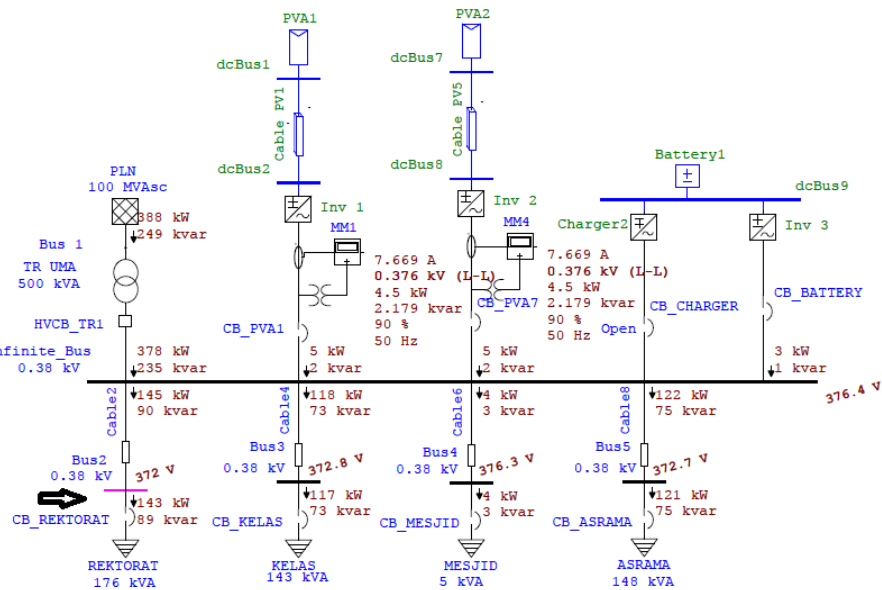 PVA1
PVA2
dcBus1
dcBus7
Cable PV1
Cable PV5
dcBus2
dcBus8
Battery1
dcBus9
PLN
100 MVAsc
388 kW
249 kvar
Inv 1
Inv 2
Charger2
Inv 3
MM1
MM4
Bus 1
TR UMA
500 kVA
7.669 A
0.376 kV (L-L)
4.5 kW
2.179 kvar
90 %
50 Hz
7.669 A
0.376 kV (L-L)
4.5 kW
2.179 kvar
90 %
50 Hz
CB_PVA7
CB_CHARGER
CB_BATTERY
HVCB_TR1
CB_PVA1
Open
nfinite_Bus
0.38 kV
378 kW
235 kvar
5 kW
2 kvar
5 kW
2 kvar
3 kW
1 kvar
376.4 V
Cable2
145 kW
90 kvar
Cable4
118 kW
73 kvar
Cable6
4 kW
3 kvar
Cable8
122 kW
75 kvar
Bus2
0.38 kV
372 V
Bus3
0.38 kV
372.8 V
Bus4
0.38 kV
376.3 V
Bus5
0.38 kV
372.7 V
143 kW
89 kvar
CB_REKTORAT
117 kW
73 kvar
CB_KELAS
4 kW
3 kvar
CB_MESJID
121 kW
75 kvar
CB_ASRAMA
REKTORAT
176 kVA
KELAS
143 kVA
MESJID
5 kVA
ASRAMA
148 kVA